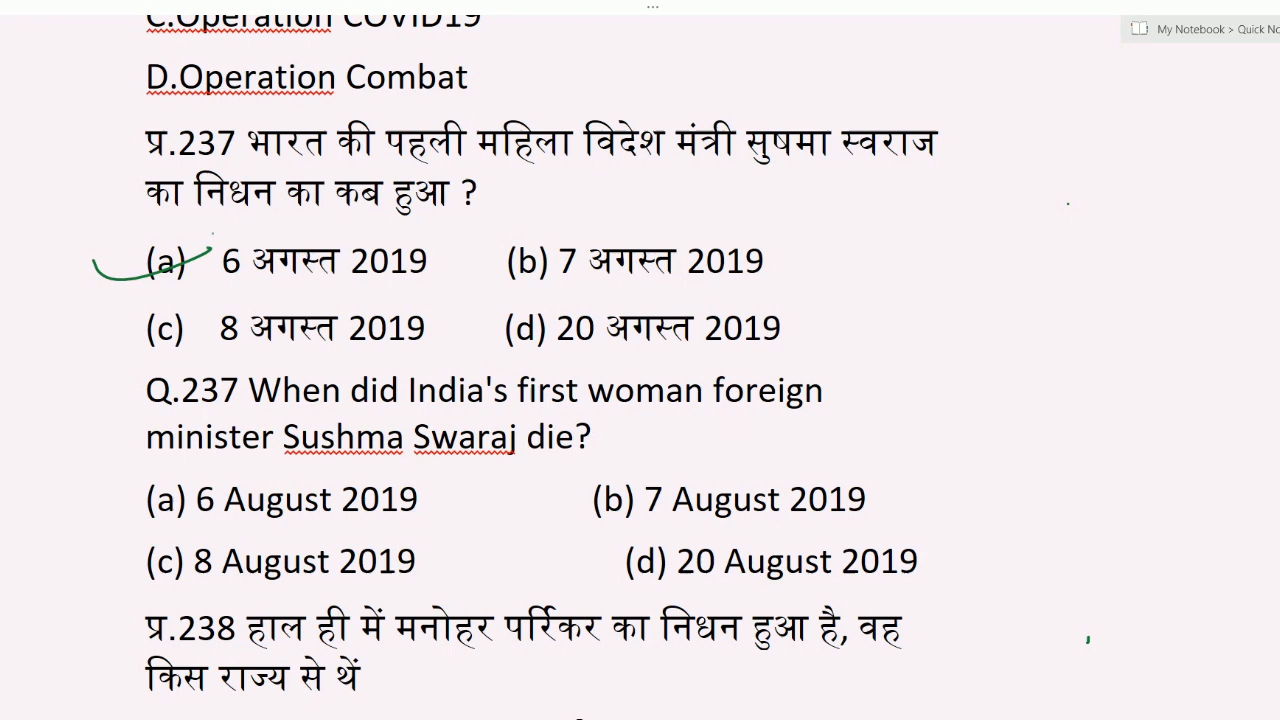 C.Operation COVID19
My Notebook > Quick No
D.Operation Combat
प्र.237 भारत की पहली महिला विदेश मंत्री सुषमा स्वराज
का निधन का कब हुआ ?
(a) 6 अगस्त 2019 (b) 7 अगस्त 2019
(c) 8 अगस्त 2019 (d) 20 अगस्त 2019
Q.237 When did India's first woman foreign
minister Sushma Swaraj die?
(a) 6 August 2019 (b) 7 August 2019
(c) 8 August 2019 (d) 20 August 2019
प्र.238 हाल ही में मनोहर पर्रिकर का निधन हुआ है, वह
किस राज्य से थें